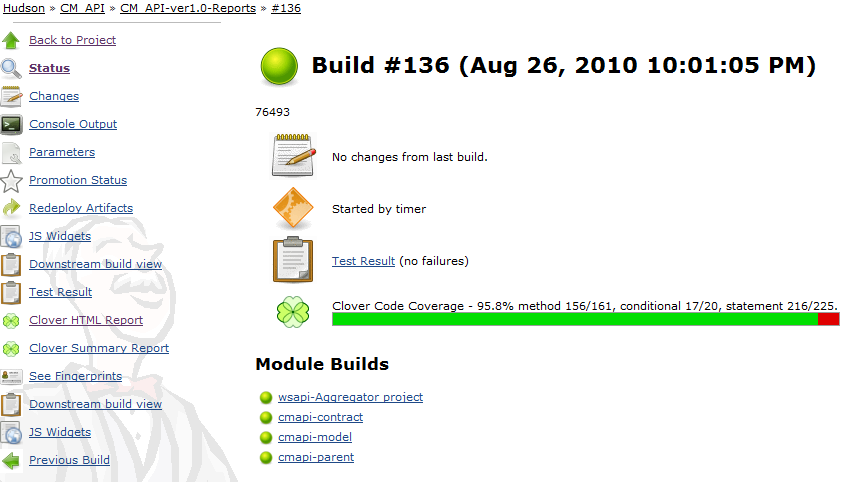 Hudson » CM_API » CM_API-ver1.0-Reports » #136
Back to Project
Status
Changes
Console Output
Parameters
Promotion Status
Redeploy Artifacts
JS Widgets
Downstream build view
Test Result
Clover HTML Report
Clover Summary Report
See Fingerprints
Downstream build view
JS Widgets
Previous Build
Build #136 (Aug 26, 2010 10:01:05 PM)
76493
No changes from last build.
Started by timer
Test Result (no failures)
Clover Code Coverage - 95.8% method 156/161, conditional 17/20, statement 216/225.
Module Builds
wsapi-Aggregator project
cmapi-contract
cmapi-model
cmapi-parent